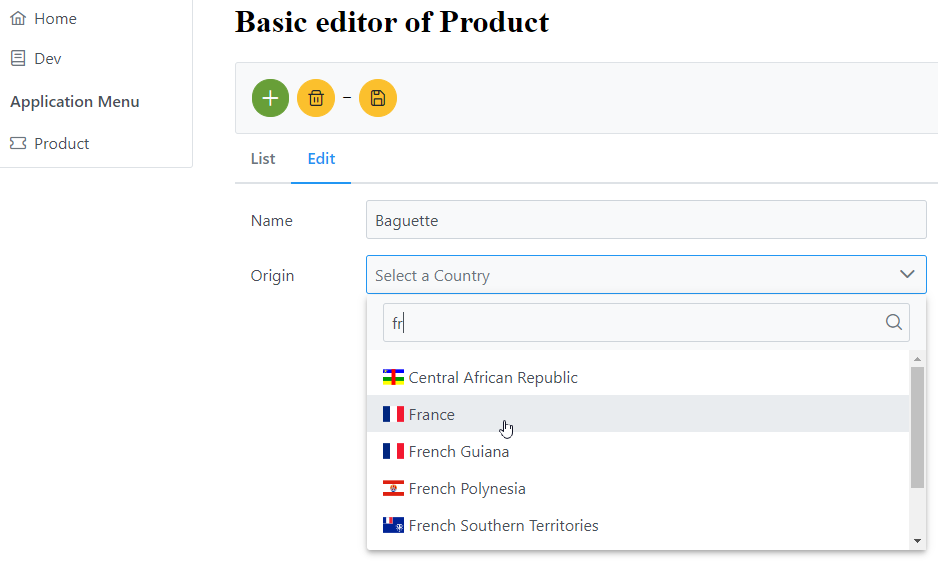 Home
Dev
Application Menu
Product
Basic editor of Product
–
List Edit
Name Baguette
Origin Select a Country
fr
Central African Republic
France
French Guiana
French Polynesia
French Southern Territories